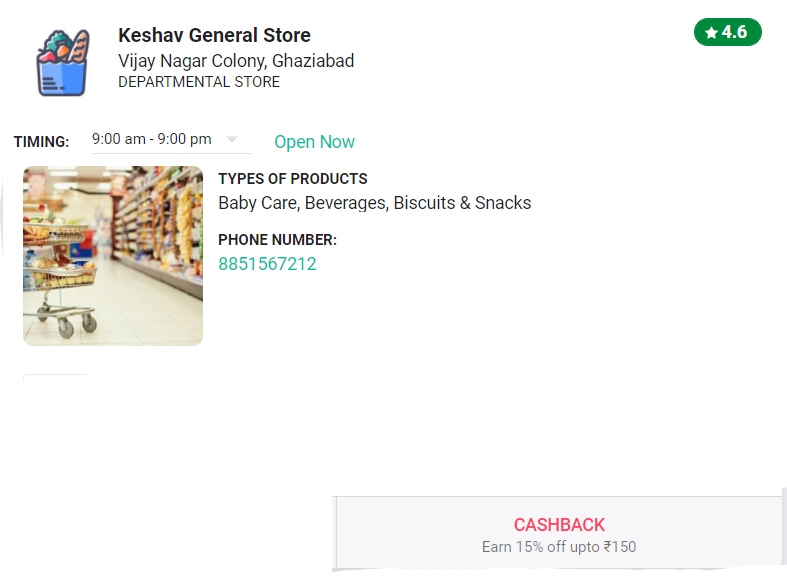 Keshav General Store
4.6
Vijay Nagar Colony, Ghaziabad
DEPARTMENTAL STORE
TIMING: 9:00 am - 9:00 pm Open Now
TYPES OF PRODUCTS
Baby Care, Beverages, Biscuits & Snacks
PHONE NUMBER:
8851567212
CASHBACK
Earn 15% off upto ₹150